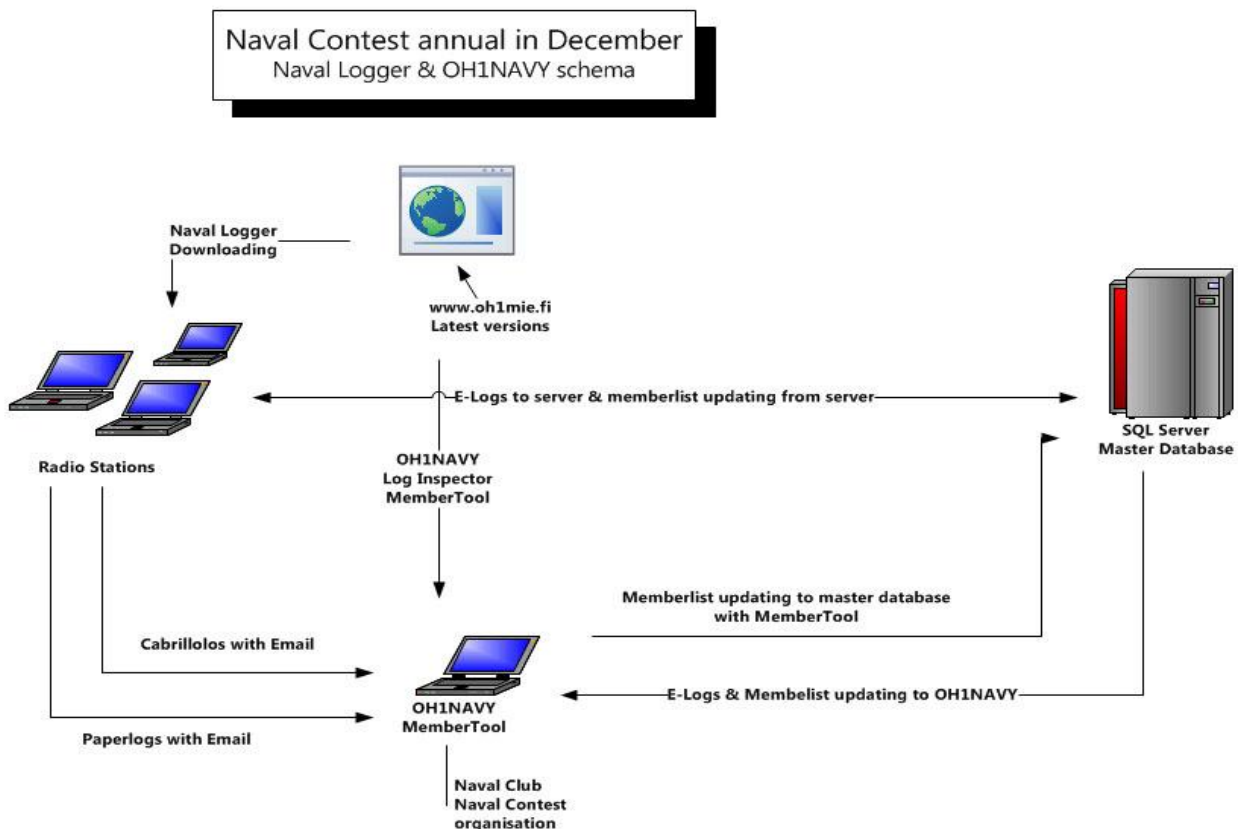 Naval Contest annual in December
Naval Logger & OH1NAVY schema
Naval Logger
Downloading
www.oh1mie.fi
Latest versions
E-Logs to server & memberlist updating from server
SQL Server
Master Database
Radio Stations
OH1NAVY
Log Inspector
MemberTool
Memberlist updating to master database
with MemberTool
Cabrillolos with Email
E-Logs & Membelist updating to OH1NAVY
OH1NAVY
MemberTool
Paperlogs with Email
Naval Club
Naval Contest
organisation